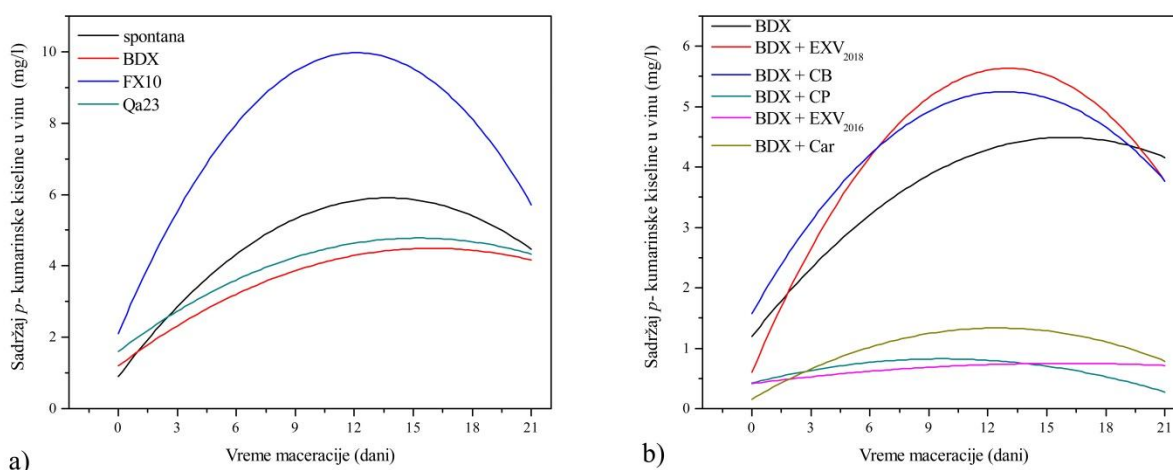 Sadržaj p- kumarinske kiseline u vinu (mg/l)
10
8
6
4
2
0
spontana
BDX
FX10
Qa23
0 3 6 9 12 15 18 21
Vreme maceracije (dani)
a)
Sadržaj p- kumarinske kiseline u vinu (mg/l)
6
5
4
3
2
1
0
BDX
BDX + EXV2018
BDX + CB
BDX + CP
BDX + EXV2016
BDX + Car
0 3 6 9 12 15 18 21
Vreme maceracije (dani)
b)